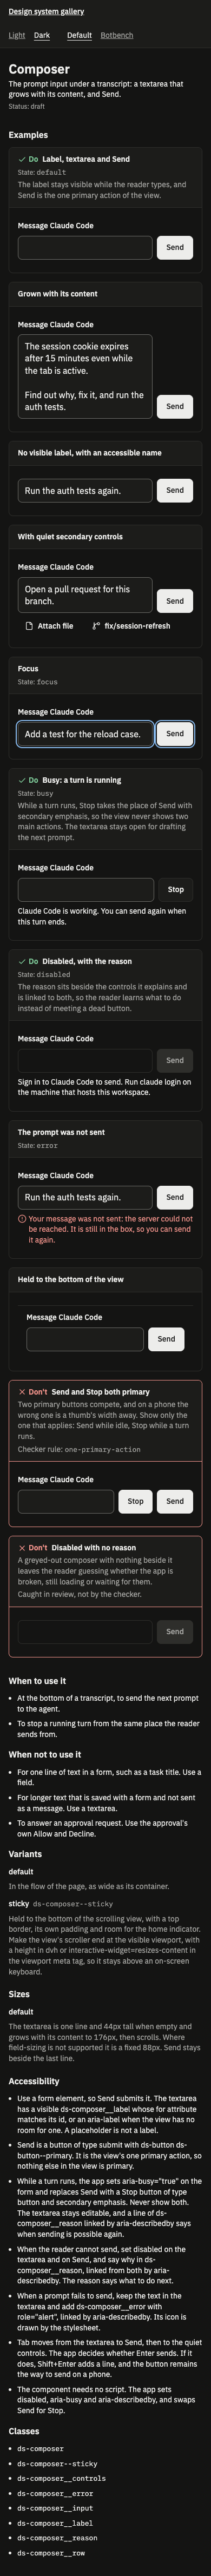 Design system gallery
Light Dark Default Botbench
Composer
The prompt input under a transcript: a textarea that
grows with its content, and Send.
Status: draft
Examples
Do Label, textarea and Send
State: default
The label stays visible while the reader types, and
Send is the one primary action of the view.
Message Claude Code
Send
Grown with its content
Message Claude Code
The session cookie expires
after 15 minutes even while
the tab is active.
Find out why, fix it, and run the
auth tests.
Send
No visible label, with an accessible name
Run the auth tests again.
Send
With quiet secondary controls
Message Claude Code
Open a pull request for this
branch.
Send
Attach file fix/session-refresh
Focus
State: focus
Message Claude Code
Add a test for the reload case.
Send
Do Busy: a turn is running
State: busy
While a turn runs, Stop takes the place of Send with
secondary emphasis, so the view never shows two
main actions. The textarea stays open for drafting
the next prompt.
Message Claude Code
Stop
Claude Code is working. You can send again when
this turn ends.
Do Disabled, with the reason
State: disabled
The reason sits beside the controls it explains and
is linked to both, so the reader learns what to do
instead of meeting a dead button.
Message Claude Code
Send
Sign in to Claude Code to send. Run claude login on
the machine that hosts this workspace.
The prompt was not sent
State: error
Message Claude Code
Run the auth tests again.
Send
Your message was not sent: the server could not
be reached. It is still in the box, so you can send
it again.
Held to the bottom of the view
Message Claude Code
Send
Don't Send and Stop both primary
Two primary buttons compete, and on a phone the
wrong one is a thumb's width away. Show only the
one that applies: Send while idle, Stop while a turn
runs.
Checker rule: one-primary-action
Message Claude Code
Stop Send
Don't Disabled with no reason
A greyed-out composer with nothing beside it
leaves the reader guessing whether the app is
broken, still loading or waiting for them.
Caught in review, not by the checker.
Send
When to use it
• At the bottom of a transcript, to send the next prompt
to the agent.
• To stop a running turn from the same place the reader
sends from.
When not to use it
• For one line of text in a form, such as a task title. Use a
field.
• For longer text that is saved with a form and not sent
as a message. Use a textarea.
• To answer an approval request. Use the approval's
own Allow and Decline.
Variants
default
In the flow of the page, as wide as its container.
sticky ds-composer--sticky
Held to the bottom of the scrolling view, with a top
border, its own padding and room for the home indicator.
Make the view's scroller end at the visible viewport, with
a height in dvh or interactive-widget=resizes-content in
the viewport meta tag, so it stays above an on-screen
keyboard.
Sizes
default
The textarea is one line and 44px tall when empty and
grows with its content to 176px, then scrolls. Where
field-sizing is not supported it is a fixed 88px. Send stays
beside the last line.
Accessibility
• Use a form element, so Send submits it. The textarea
has a visible ds-composer__label whose for attribute
matches its id, or an aria-label when the view has no
room for one. A placeholder is not a label.
• Send is a button of type submit with ds-button ds-
button--primary. It is the view's one primary action, so
nothing else in the view is primary.
• While a turn runs, the app sets aria-busy="true" on the
form and replaces Send with a Stop button of type
button and secondary emphasis. Never show both.
The textarea stays editable, and a line of ds-
composer__reason linked by aria-describedby says
when sending is possible again.
• When the reader cannot send, set disabled on the
textarea and on Send, and say why in ds-
composer__reason, linked from both by aria-
describedby. The reason says what to do next.
• When a prompt fails to send, keep the text in the
textarea and add ds-composer__error with
role="alert", linked by aria-describedby. Its icon is
drawn by the stylesheet.
• Tab moves from the textarea to Send, then to the quiet
controls. The app decides whether Enter sends. If it
does, Shift+Enter adds a line, and the button remains
the way to send on a phone.
• The component needs no script. The app sets
disabled, aria-busy and aria-describedby, and swaps
Send for Stop.
Classes
• ds-composer
• ds-composer--sticky
• ds-composer__controls
• ds-composer__error
• ds-composer__input
• ds-composer__label
• ds-composer__reason
• ds-composer__row